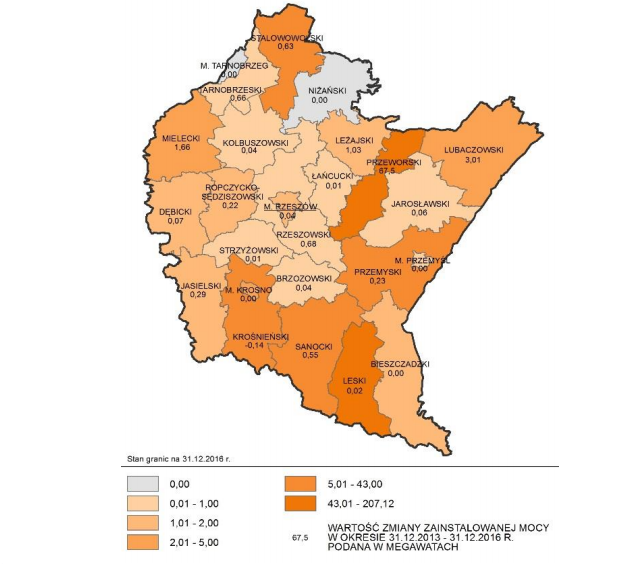 STALOWOWOLSKI
0,63
M. TARNOBRZEG
0,00
TARNOBRZESKI
0,66
NIŻAŃSKI
0,00
MIELECKI
1,66
KOLBUSZOWSKI
0,04
LEŻAJSKI
1,03
PRZEWORSKI
67,5
LUBACZOWSKI
3,01
ŁAŃCUCKI
0,01
ROPCZYCKO-
SĘDZISZOWSKI
0,22
DĘBICKI
0,07
M. RZESZÓW
0,04
JAROSŁAWSKI
0,06
RZESZOWSKI
0,68
STRZYŻOWSKI
0,01
M. PRZEMYŚL
0,00
PRZEMYSKI
0,23
JASIELSKI
0,29
M. KROSNO
0,00
BRZOZOWSKI
0,04
KROŚNIEŃSKI
-0,14
SANOCKI
0,55
LESKI
0,02
BIESZCZADZKI
0,00
Stan granic na 31.12.2016 r.
0,00
0,01 - 1,00
1,01 - 2,00
2,01 - 5,00
5,01 - 43,00
43,01 - 207,12
67,5
WARTOŚĆ ZMIANY ZAINSTALOWANEJ MOCY
W OKRESIE 31.12.2013 - 31.12.2016 R.
PODANA W MEGAWATACH